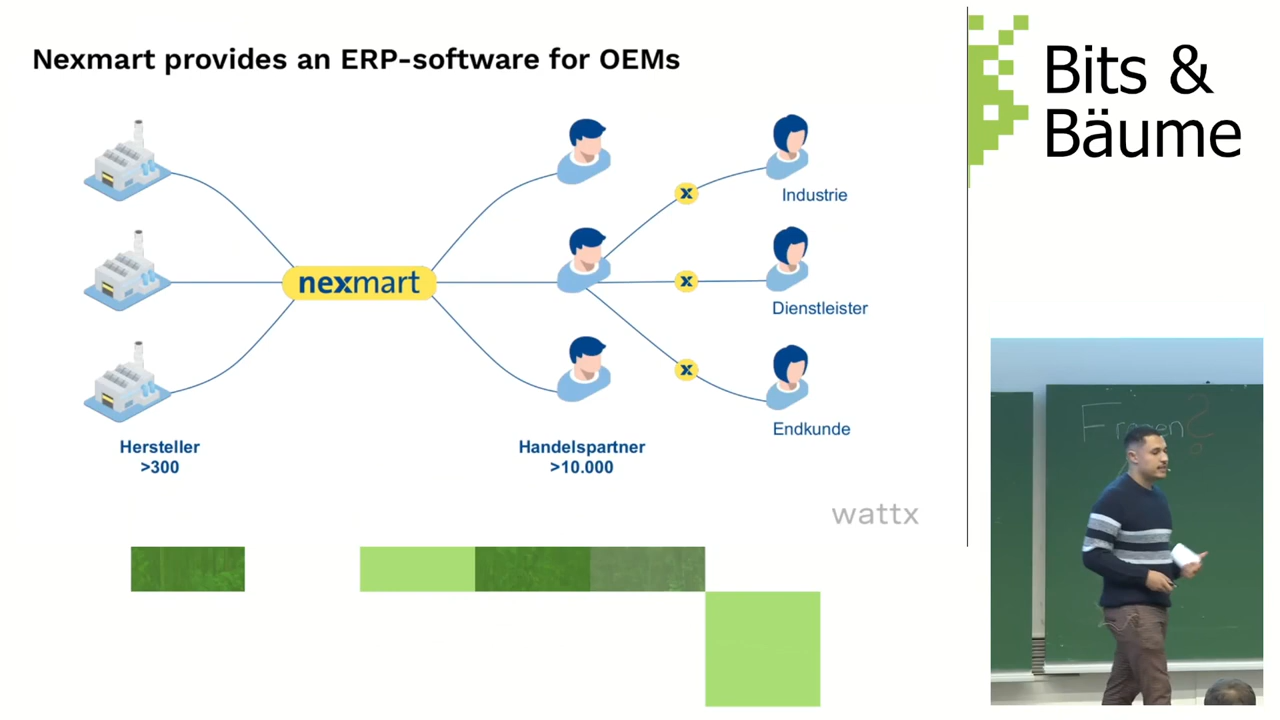 Nexmart provides an ERP-software for OEMs
Bits &
Bäume
nexmart
x
Industrie
x
Dienstleister
x
Endkunde
Hersteller
>300
Handelspartner
>10.000
wattx
Fragen?